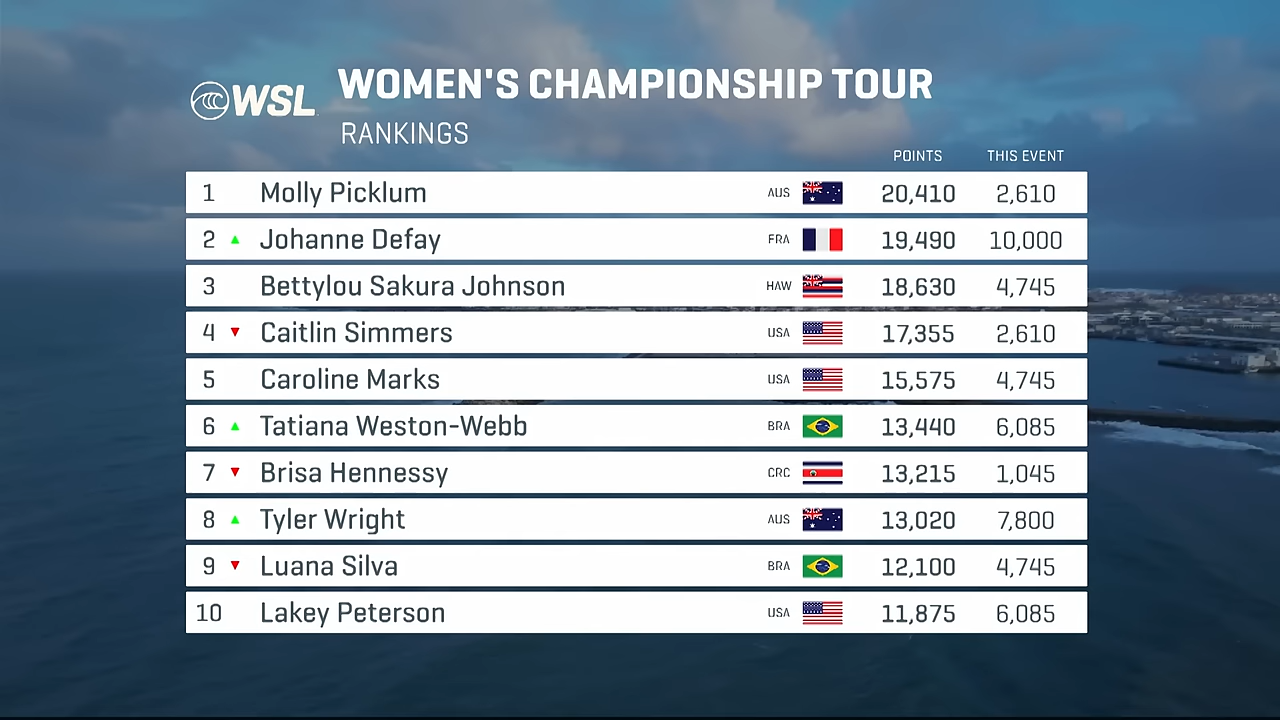 WSL
WOMEN'S CHAMPIONSHIP TOUR
RANKINGS
POINTS THIS EVENT
1 Molly Picklum AUS 20,410 2,610
2 Johanne Defay FRA 19,490 10,000
3 Bettylou Sakura Johnson HAW 18,630 4,745
4 Caitlin Simmers USA 17,355 2,610
5 Caroline Marks USA 15,575 4,745
6 Tatiana Weston-Webb BRA 13,440 6,085
7 Brisa Hennessy CRC 13,215 1,045
8 Tyler Wright AUS 13,020 7,800
9 Luana Silva BRA 12,100 4,745
10 Lakey Peterson USA 11,875 6,085